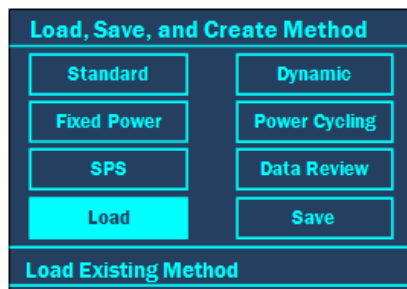 Load, Save, and Create Method
Standard
Dynamic
Fixed Power
Power Cycling
SPS
Data Review
Load
Save
Load Existing Method